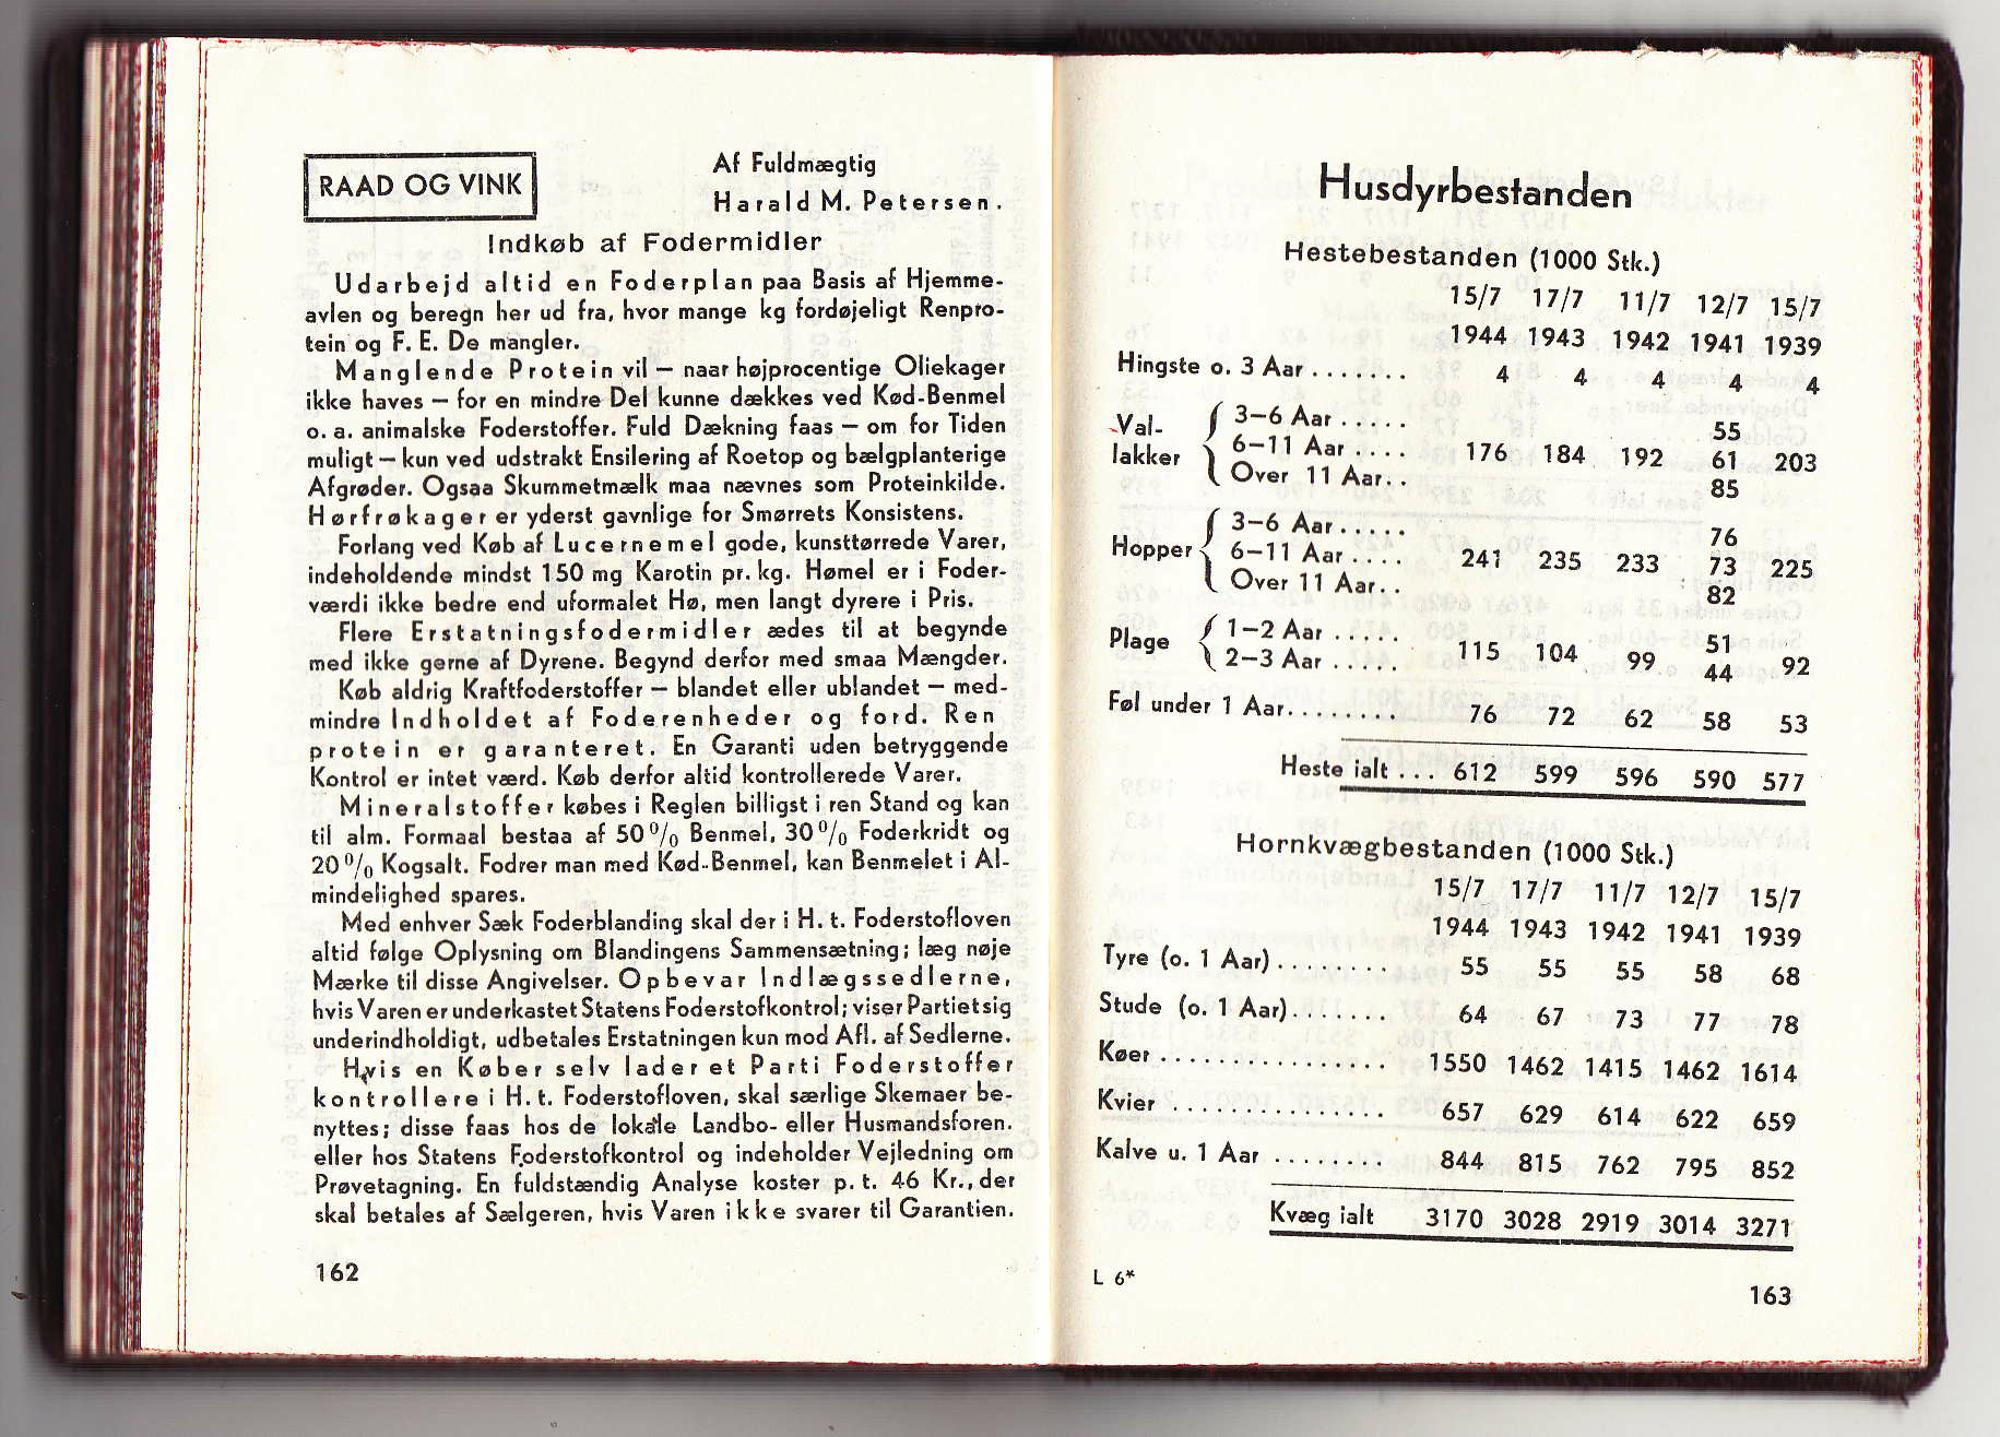 RAAD OG VINK
Af Fuldmægtig
Harald M. Petersen.
Indkøb af Fodermidler
Udarbejd altid en Foderplan paa Basis af Hjemme-
avlen og beregn her ud fra, hvor mange kg fordøjeligt Renpro-
tein og F. E. De mangler.
Manglende Protein vil — naar højprocentige Oliekager
ikke haves — for en mindre Del kunne dækkes ved Kød-Benmel
o. a. animalske Foderstoffer. Fuld Dækning faas — om for Tiden
muligt — kun ved udstrakt Ensilering af Roetop og bælgplanterige
Afgrøder. Ogsaa Skummetmælk maa nævnes som Proteinkilde.
Hørfrøkager er yderst gavnlige for Smørrets Konsistens.
Forlang ved Køb af Lucernemel gode, kunsttørrede Varer,
indeholdende mindst 150 mg Karotin pr. kg. Hømel er i Foder-
værdi ikke bedre end uformalet Hø, men langt dyrere i Pris.
Flere Erstatningsfodermidler ædes til at begynde
med ikke gerne af Dyrene. Begynd derfor med smaa Mængder.
Køb aldrig Kraftfoderstoffer — blandet eller ublandet — med-
mindre Indholdet af Foderenheder og ford. Ren
protein er garanteret. En Garanti uden betryggende
Kontrol er intet værd. Køb derfor altid kontrollerede Varer.
Mineralstoffer købes i Reglen billigst i ren Stand og kan
til alm. Formaal bestaa af 50 % Benmel, 30 % Foderkridt og
20 % Kogsalt. Fodrer man med Kød-Benmel, kan Benmelet i Al-
mindelighed spares.
Med enhver Sæk Foderblanding skal der i H. t. Foderstofloven
altid følge Oplysning om Blandingens Sammensætning; læg nøje
Mærke til disse Angivelser. Opbevar Indlægssedlerne,
hvis Varen er underkastet Statens Foderstofkontrol; viser Partiet sig
underindholdigt, udbetales Erstatningen kun mod Afl. af Sedlerne.
Hvis en Køber selv lader et Parti Foderstoffer
kontrollere i H. t. Foderstofloven, skal særlige Skemaer be-
nyttes; disse faas hos de lokale Landbo- eller Husmandsforen.
eller hos Statens Foderstofkontrol og indeholder Vejledning om
Prøvetagning. En fuldstændig Analyse koster p. t. 46 Kr., der
skal betales af Sælgeren, hvis Varen ikke svarer til Garantien.
162
Husdyrbestanden
Hestebestanden (1000 Stk.)
15/7 17/7 11/7 12/7 15/7
1944 1943 1942 1941 1939
Hingste o. 3 Aar ....... 4 4 4 4 4
Val-
lakker
3–6 Aar ..... 55
6–11 Aar .... 176 184 192 61 203
Over 11 Aar.. 85
Hopper
3–6 Aar ..... 76
6–11 Aar .... 241 235 233 73 225
Over 11 Aar.. 82
Plage
1–2 Aar ..... 51
2–3 Aar ..... 115 104 99 44 92
Føl under 1 Aar........ 76 72 62 58 53
Heste ialt ... 612 599 596 590 577
Hornkvægbestanden (1000 Stk.)
15/7 17/7 11/7 12/7 15/7
1944 1943 1942 1941 1939
Tyre (o. 1 Aar) ........ 55 55 55 58 68
Stude (o. 1 Aar)....... 64 67 73 77 78
Køer ................ 1550 1462 1415 1462 1614
Kvier ................ 657 629 614 622 659
Kalve u. 1 Aar ........ 844 815 762 795 852
Kvæg ialt 3170 3028 2919 3014 3271
L 6*
163